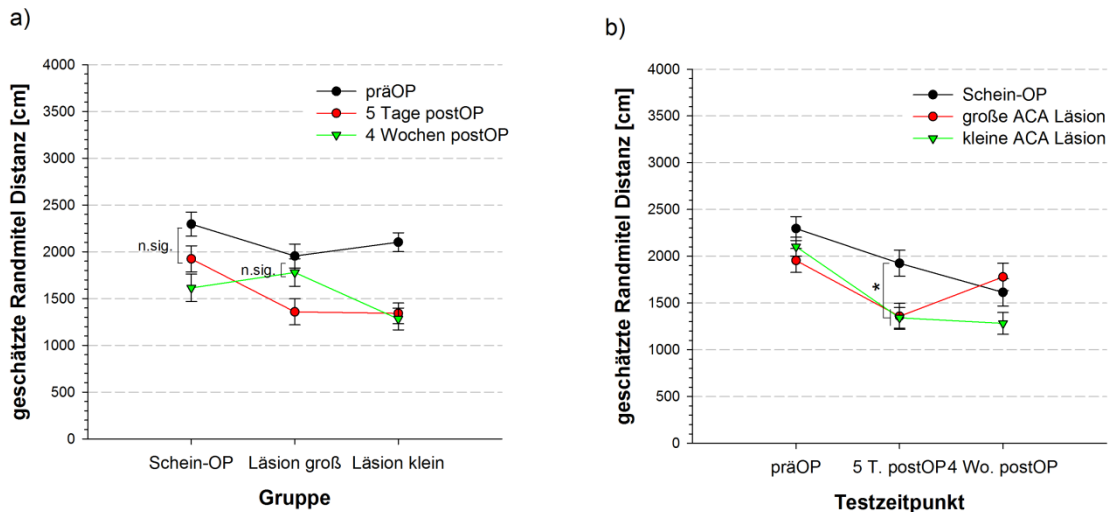 a)
geschätzte Randmitel Distanz [cm]
4000
3500
3000
2500
2000
1500
1000
500
0
präOP
5 Tage postOP
4 Wochen postOP
n.sig.
n.sig.
Schein-OP Läsion groß Läsion klein
Gruppe
b)
geschätzte Randmitel Distanz [cm]
4000
3500
3000
2500
2000
1500
1000
500
0
Schein-OP
große ACA Läsion
kleine ACA Läsion
*
präOP 5 T. postOP 4 Wo. postOP
Testzeitpunkt